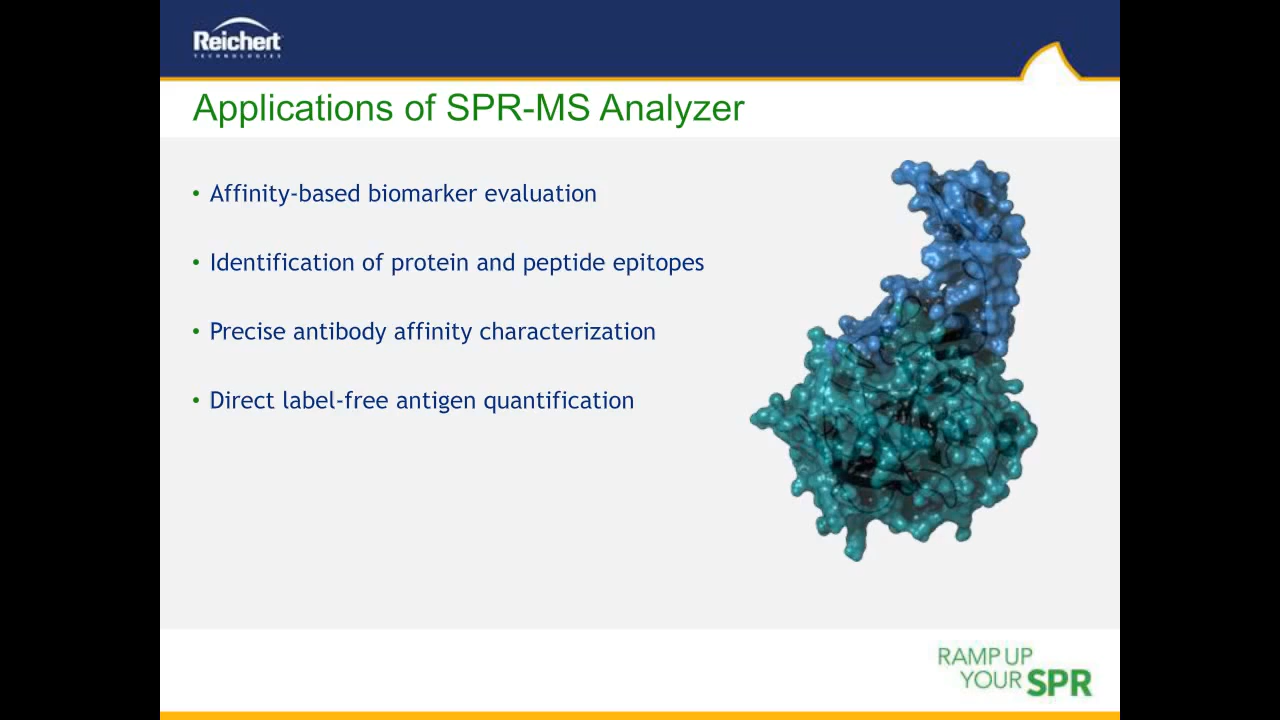 Reichert
TECHNOLOGIES
Applications of SPR-MS Analyzer
• Affinity-based biomarker evaluation
• Identification of protein and peptide epitopes
• Precise antibody affinity characterization
• Direct label-free antigen quantification
RAMP UP
YOUR SPR